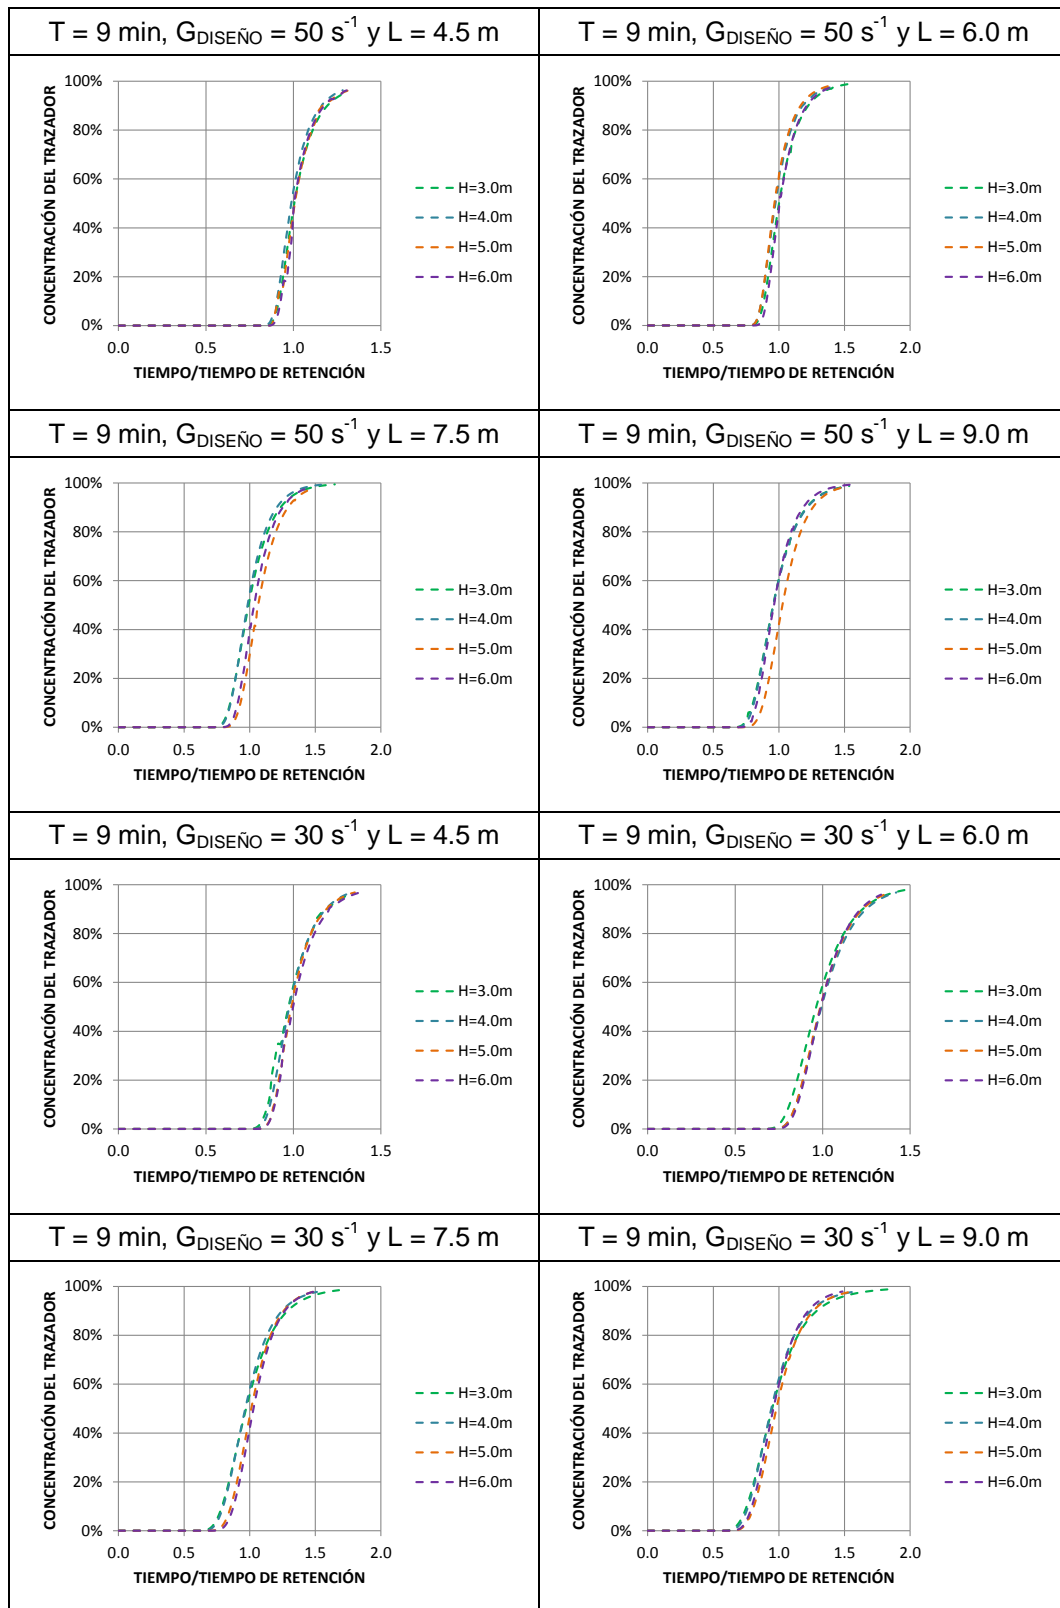 T = 9 min, G_DISEÑO = 50 s⁻¹ y L = 4.5 m
100%
80%
60%
40%
20%
0%
CONCENTRACIÓN DEL TRAZADOR
0.0 0.5 1.0 1.5
TIEMPO/TIEMPO DE RETENCIÓN
H=3.0m
H=4.0m
H=5.0m
H=6.0m
T = 9 min, G_DISEÑO = 50 s⁻¹ y L = 6.0 m
100%
80%
60%
40%
20%
0%
CONCENTRACIÓN DEL TRAZADOR
0.0 0.5 1.0 1.5 2.0
TIEMPO/TIEMPO DE RETENCIÓN
H=3.0m
H=4.0m
H=5.0m
H=6.0m
T = 9 min, G_DISEÑO = 50 s⁻¹ y L = 7.5 m
100%
80%
60%
40%
20%
0%
CONCENTRACIÓN DEL TRAZADOR
0.0 0.5 1.0 1.5 2.0
TIEMPO/TIEMPO DE RETENCIÓN
H=3.0m
H=4.0m
H=5.0m
H=6.0m
T = 9 min, G_DISEÑO = 50 s⁻¹ y L = 9.0 m
100%
80%
60%
40%
20%
0%
CONCENTRACIÓN DEL TRAZADOR
0.0 0.5 1.0 1.5 2.0
TIEMPO/TIEMPO DE RETENCIÓN
H=3.0m
H=4.0m
H=5.0m
H=6.0m
T = 9 min, G_DISEÑO = 30 s⁻¹ y L = 4.5 m
100%
80%
60%
40%
20%
0%
CONCENTRACIÓN DEL TRAZADOR
0.0 0.5 1.0 1.5
TIEMPO/TIEMPO DE RETENCIÓN
H=3.0m
H=4.0m
H=5.0m
H=6.0m
T = 9 min, G_DISEÑO = 30 s⁻¹ y L = 6.0 m
100%
80%
60%
40%
20%
0%
CONCENTRACIÓN DEL TRAZADOR
0.0 0.5 1.0 1.5
TIEMPO/TIEMPO DE RETENCIÓN
H=3.0m
H=4.0m
H=5.0m
H=6.0m
T = 9 min, G_DISEÑO = 30 s⁻¹ y L = 7.5 m
100%
80%
60%
40%
20%
0%
CONCENTRACIÓN DEL TRAZADOR
0.0 0.5 1.0 1.5 2.0
TIEMPO/TIEMPO DE RETENCIÓN
H=3.0m
H=4.0m
H=5.0m
H=6.0m
T = 9 min, G_DISEÑO = 30 s⁻¹ y L = 9.0 m
100%
80%
60%
40%
20%
0%
CONCENTRACIÓN DEL TRAZADOR
0.0 0.5 1.0 1.5 2.0
TIEMPO/TIEMPO DE RETENCIÓN
H=3.0m
H=4.0m
H=5.0m
H=6.0m